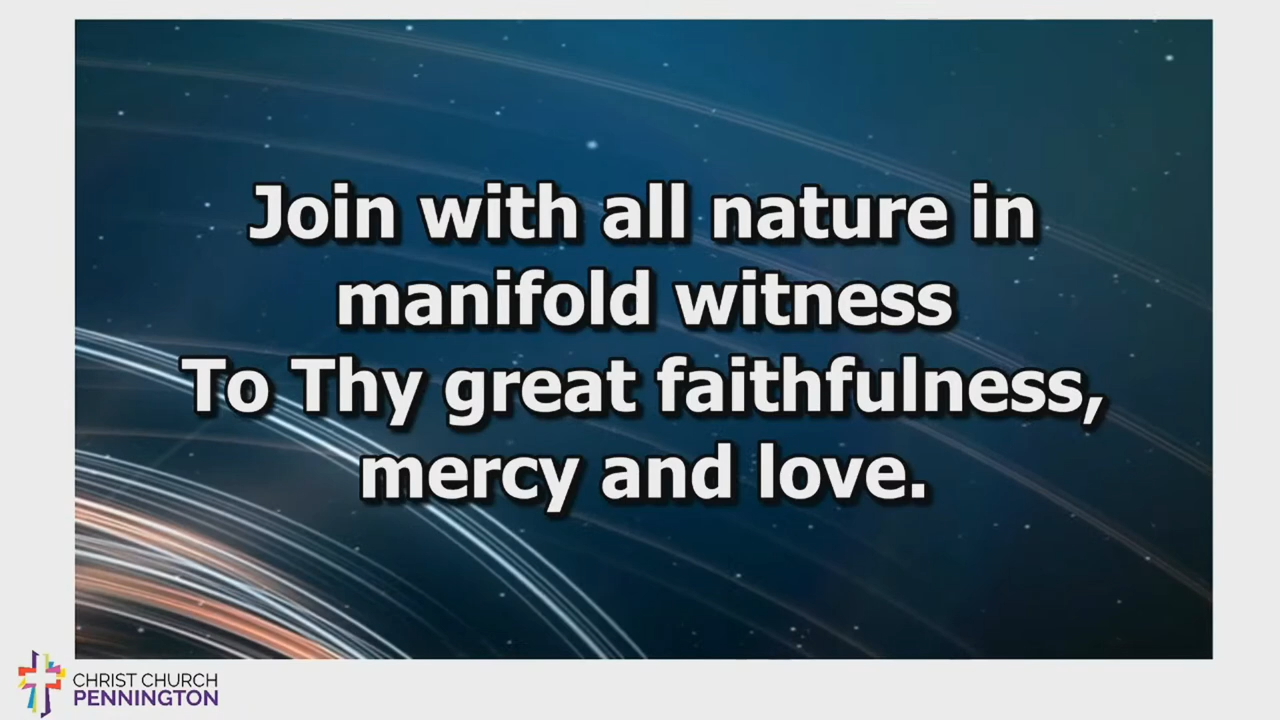 Join with all nature in
manifold witness
To Thy great faithfulness,
mercy and love.
CHRIST CHURCH
PENNINGTON